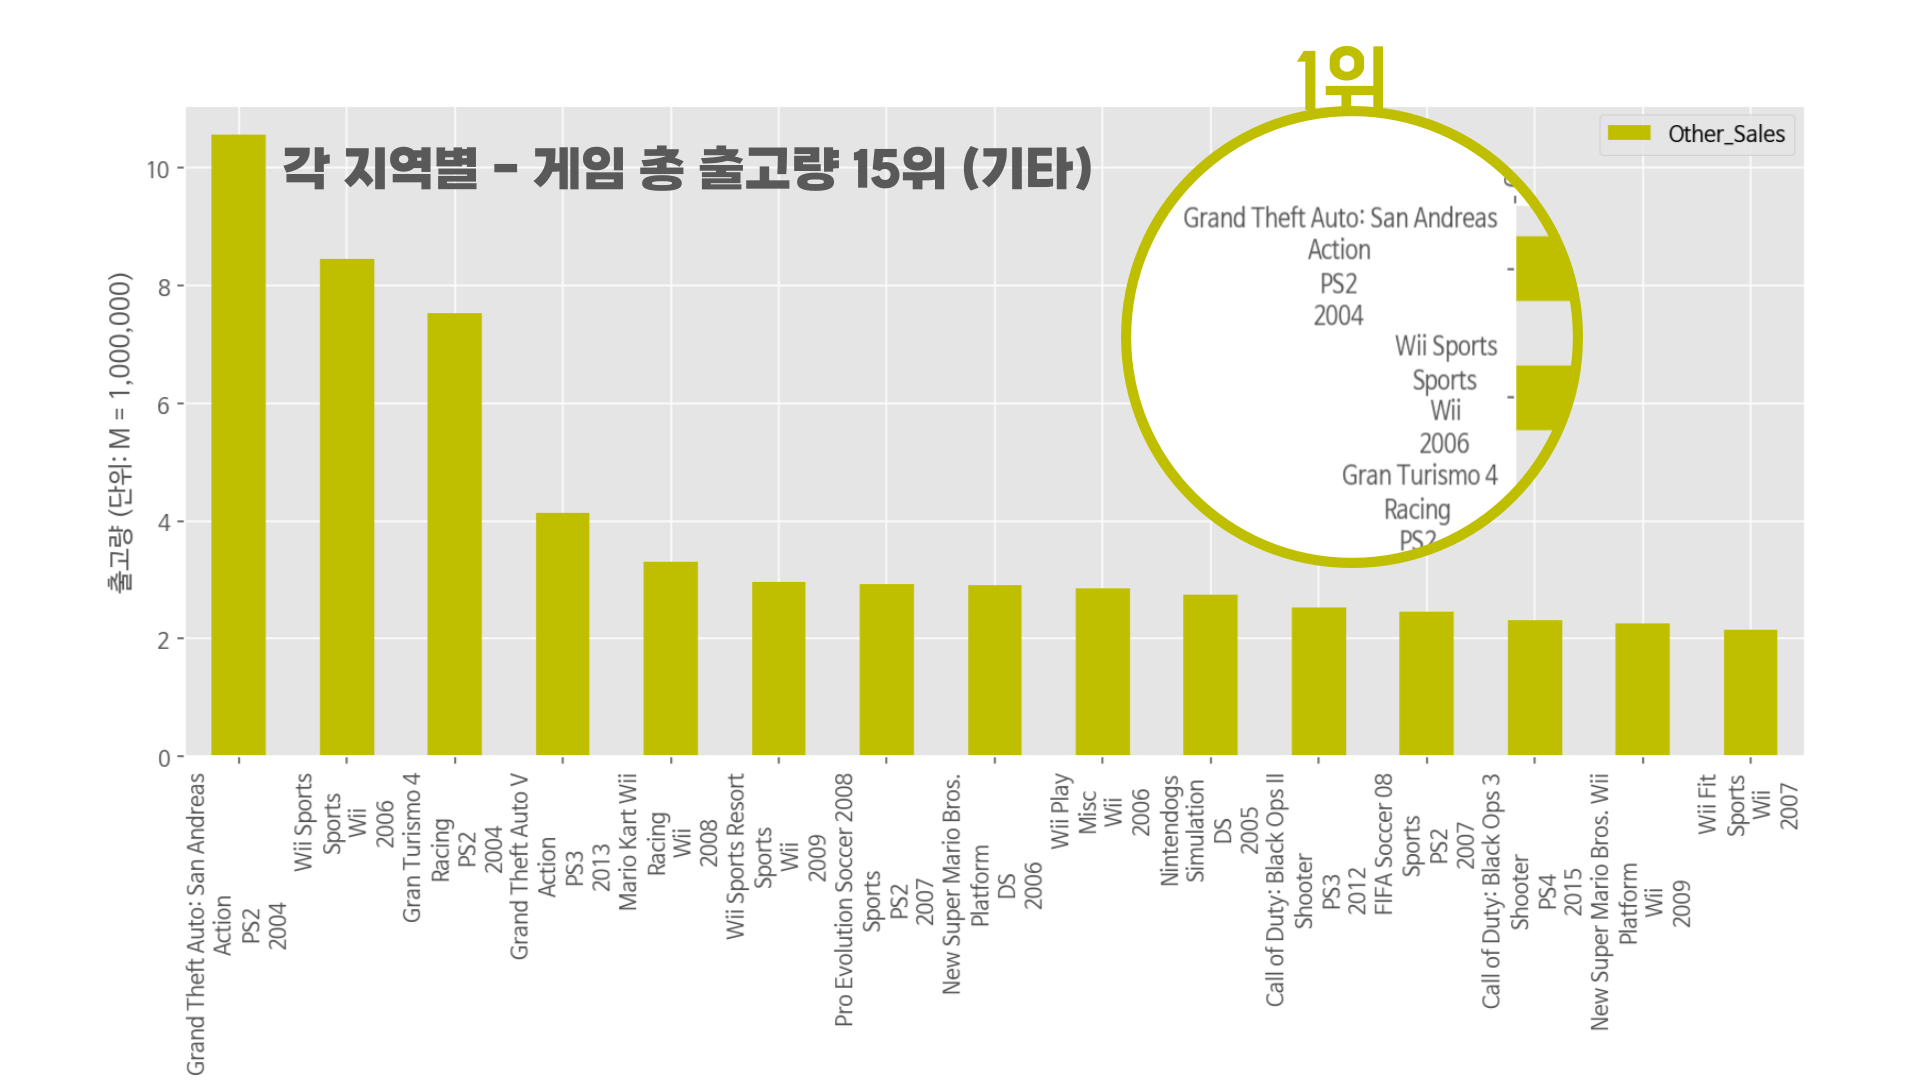 1위
각 지역별 - 게임 총 출고량 15위 (기타)
Other_Sales
Grand Theft Auto: San Andreas
Action
PS2
2004
Wii Sports
Sports
Wii
2006
Gran Turismo 4
Racing
PS2
출고량 (단위: M = 1,000,000)
10
8
6
4
2
0
Grand Theft Auto: San Andreas
Action
PS2
2004
Wii Sports
Sports
Wii
2006
Gran Turismo 4
Racing
PS2
2004
Grand Theft Auto V
Action
PS3
2013
Mario Kart Wii
Racing
Wii
2008
Wii Sports Resort
Sports
Wii
2009
Pro Evolution Soccer 2008
Sports
PS2
2007
New Super Mario Bros.
Platform
DS
2006
Wii Play
Misc
Wii
2006
Nintendogs
Simulation
DS
2005
Call of Duty: Black Ops II
Shooter
PS3
2012
FIFA Soccer 08
Sports
PS2
2007
Call of Duty: Black Ops 3
Shooter
PS4
2015
New Super Mario Bros. Wii
Platform
Wii
2009
Wii Fit
Sports
Wii
2007